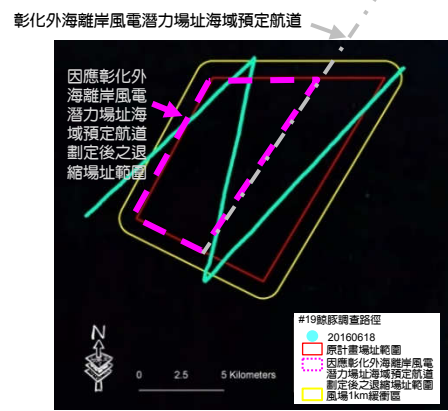 彰化外海離岸風電潛力場址海域預定航道
因應彰化外
海離岸風電
潛力場址海
域預定航道
劃定後之退
縮場址範圍
N
0 2.5 5 Kilometers
#19鯨豚調查路徑
20160618
原計畫場址範圍
因應彰化外海離岸風電
潛力場址海域預定航道
劃定後之退縮場址範圍
風場1km緩衝區